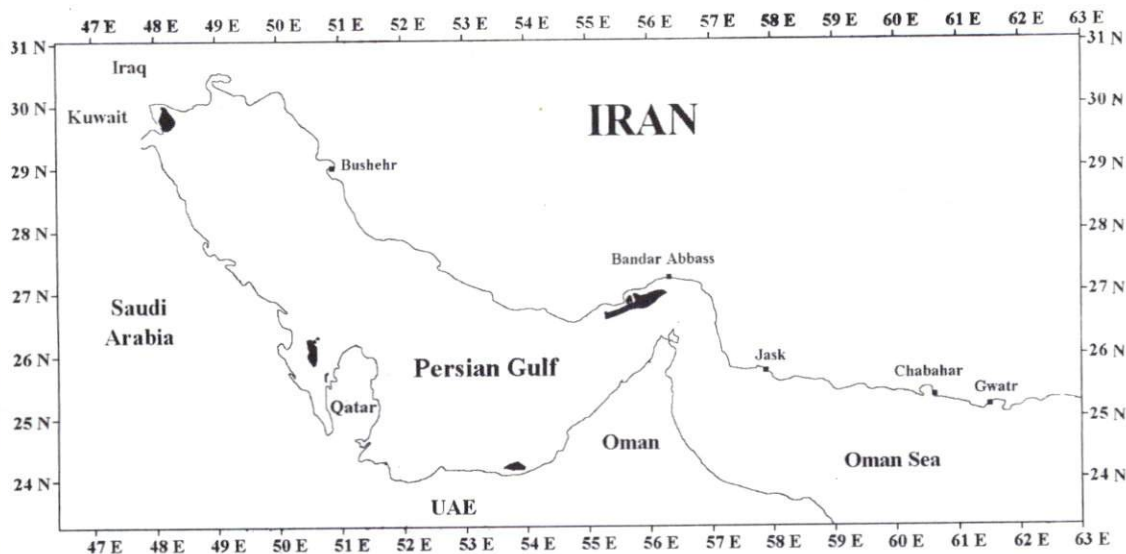 47 E 48 E 49 E 50 E 51 E 52 E 53 E 54 E 55 E 56 E 57 E 58 E 59 E 60 E 61 E 62 E 63 E
31 N 31 N
Iraq
30 N 30 N
Kuwait
IRAN
29 N 29 N
Bushehr
28 N 28 N
Bandar Abbass
27 N 27 N
Saudi
Arabia
26 N 26 N
Persian Gulf
Jask
Chabahar
Gwatr
Qatar
25 N 25 N
Oman
Oman Sea
24 N 24 N
UAE
47 E 48 E 49 E 50 E 51 E 52 E 53 E 54 E 55 E 56 E 57 E 58 E 59 E 60 E 61 E 62 E 63 E